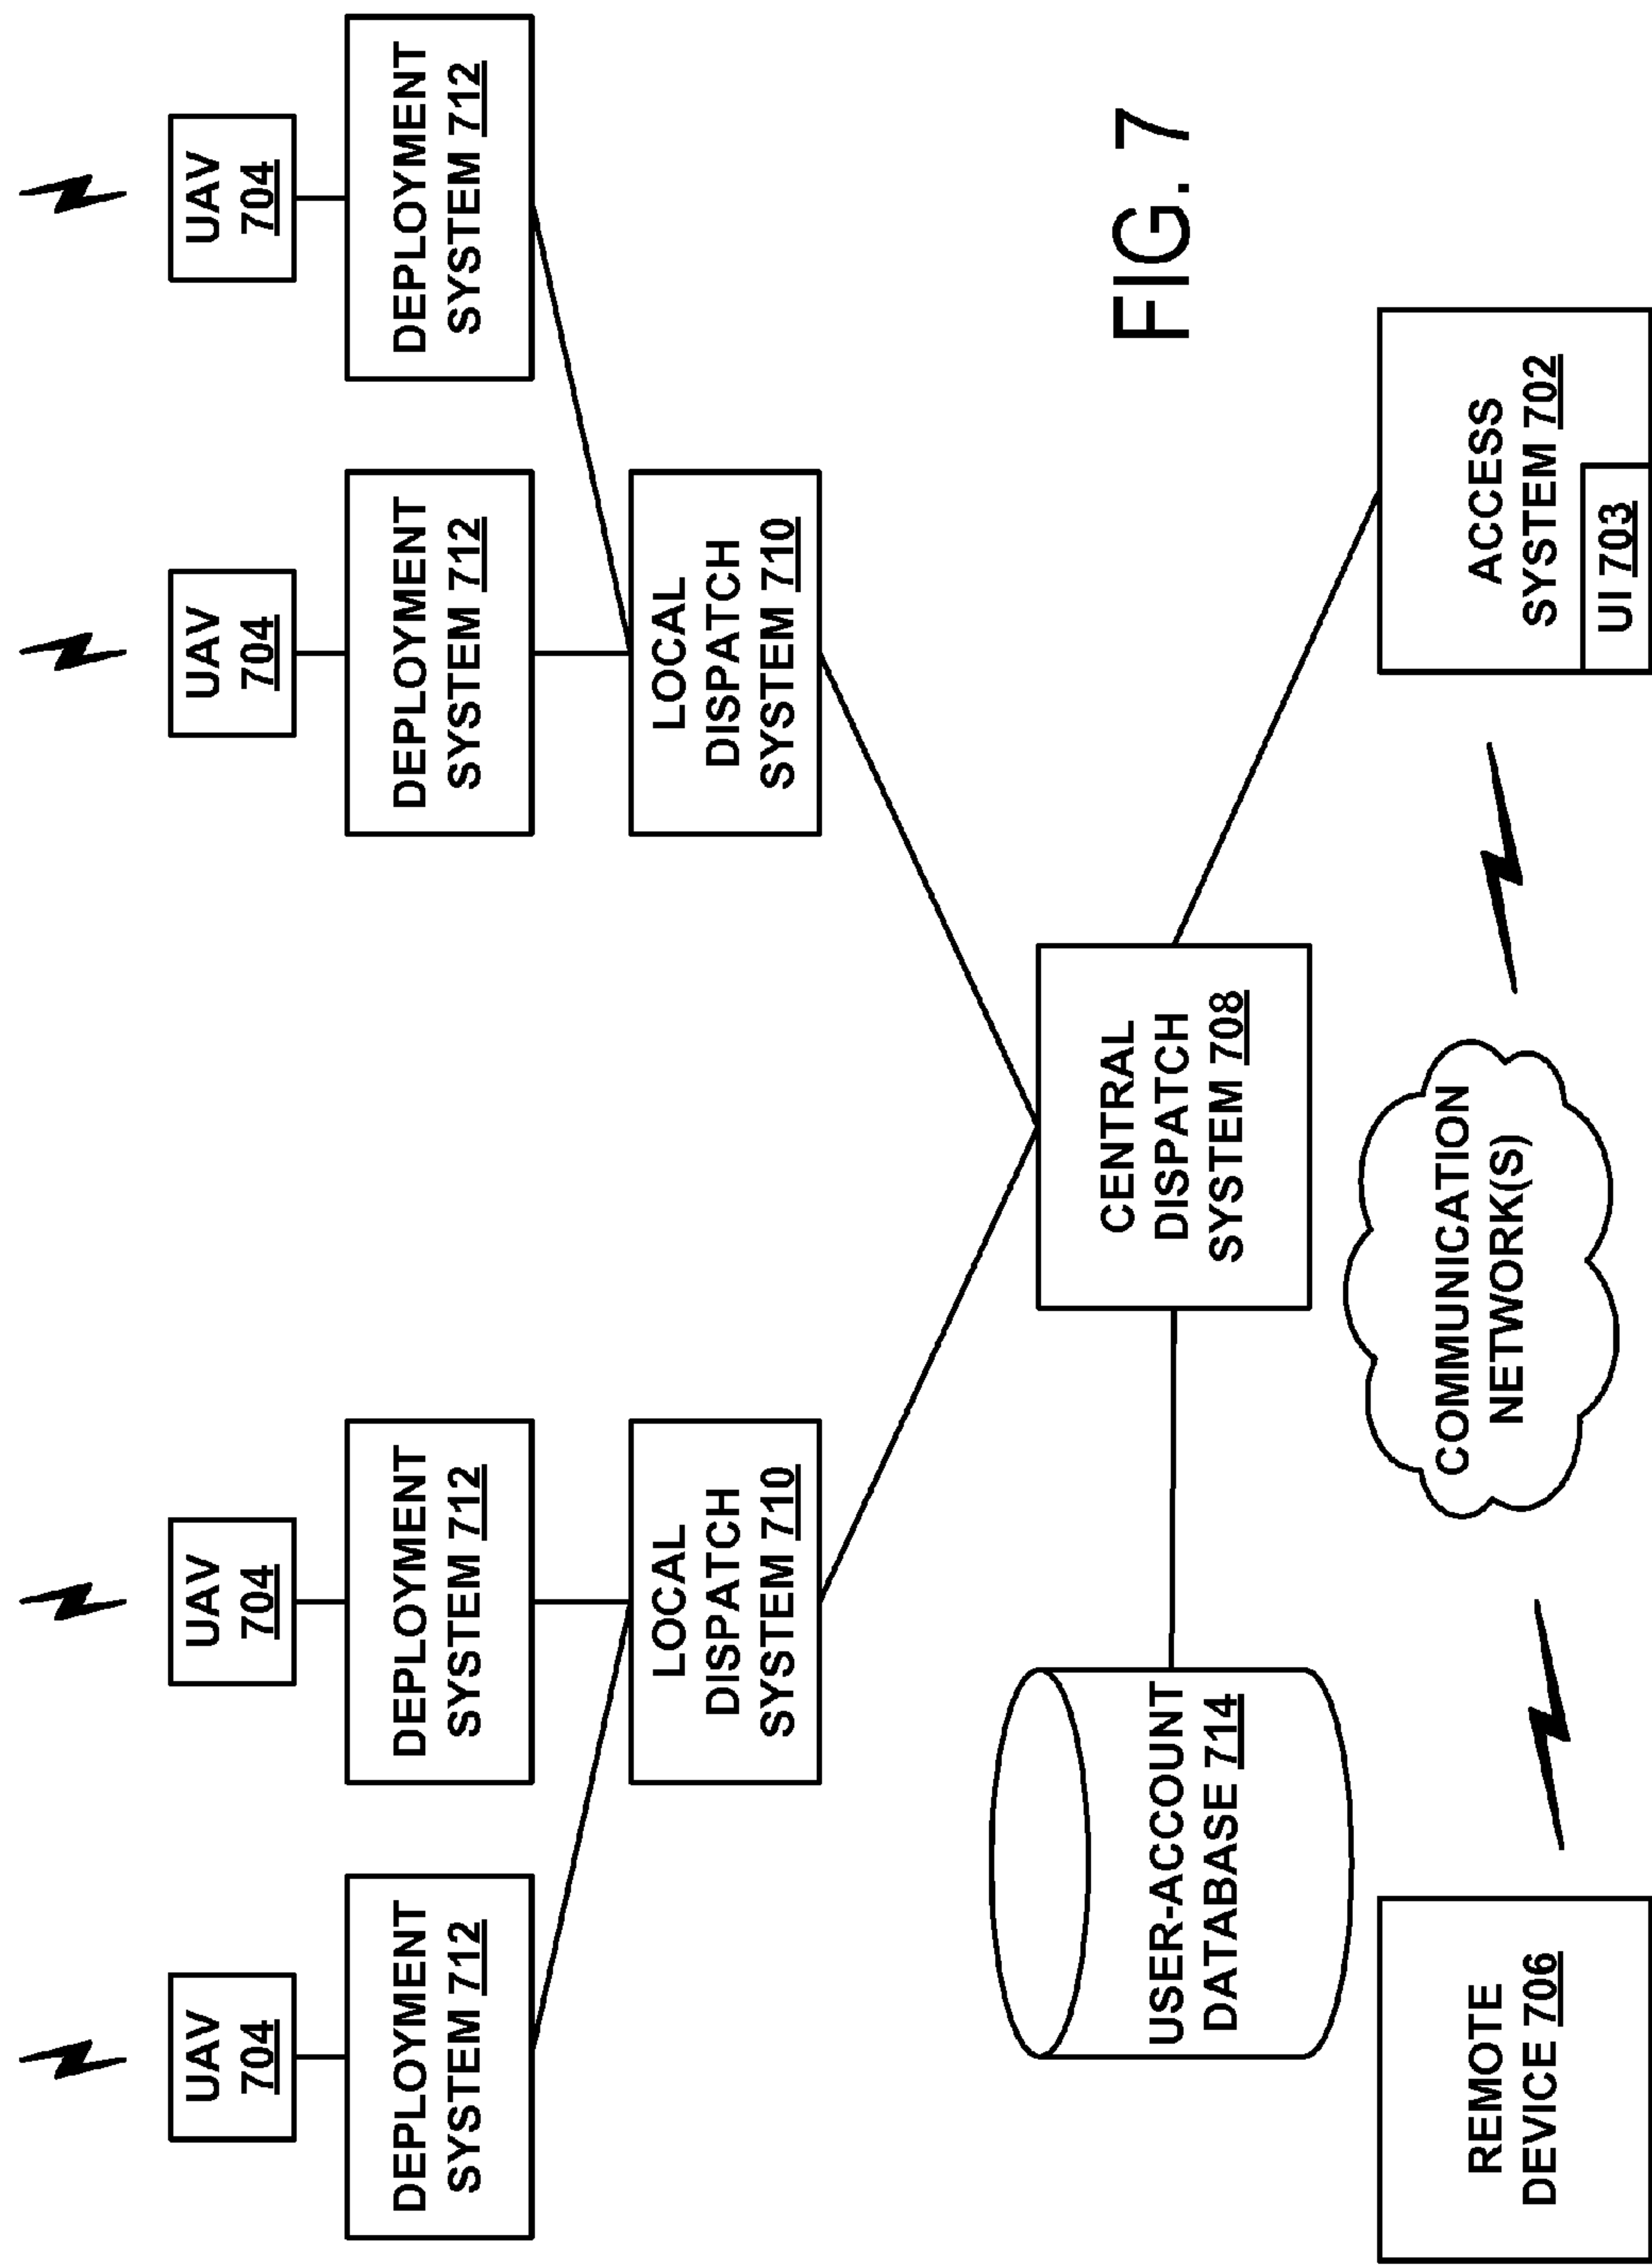 UAV
704
UAV
704
UAV
704
UAV
704
DEPLOYMENT
SYSTEM 712
DEPLOYMENT
SYSTEM 712
DEPLOYMENT
SYSTEM 712
DEPLOYMENT
SYSTEM 712
LOCAL
DISPATCH
SYSTEM 710
LOCAL
DISPATCH
SYSTEM 710
USER-ACCOUNT
DATABASE 714
CENTRAL
DISPATCH
SYSTEM 708
FIG. 7
REMOTE
DEVICE 706
COMMUNICATION
NETWORK(S)
ACCESS
SYSTEM 702
UI 703